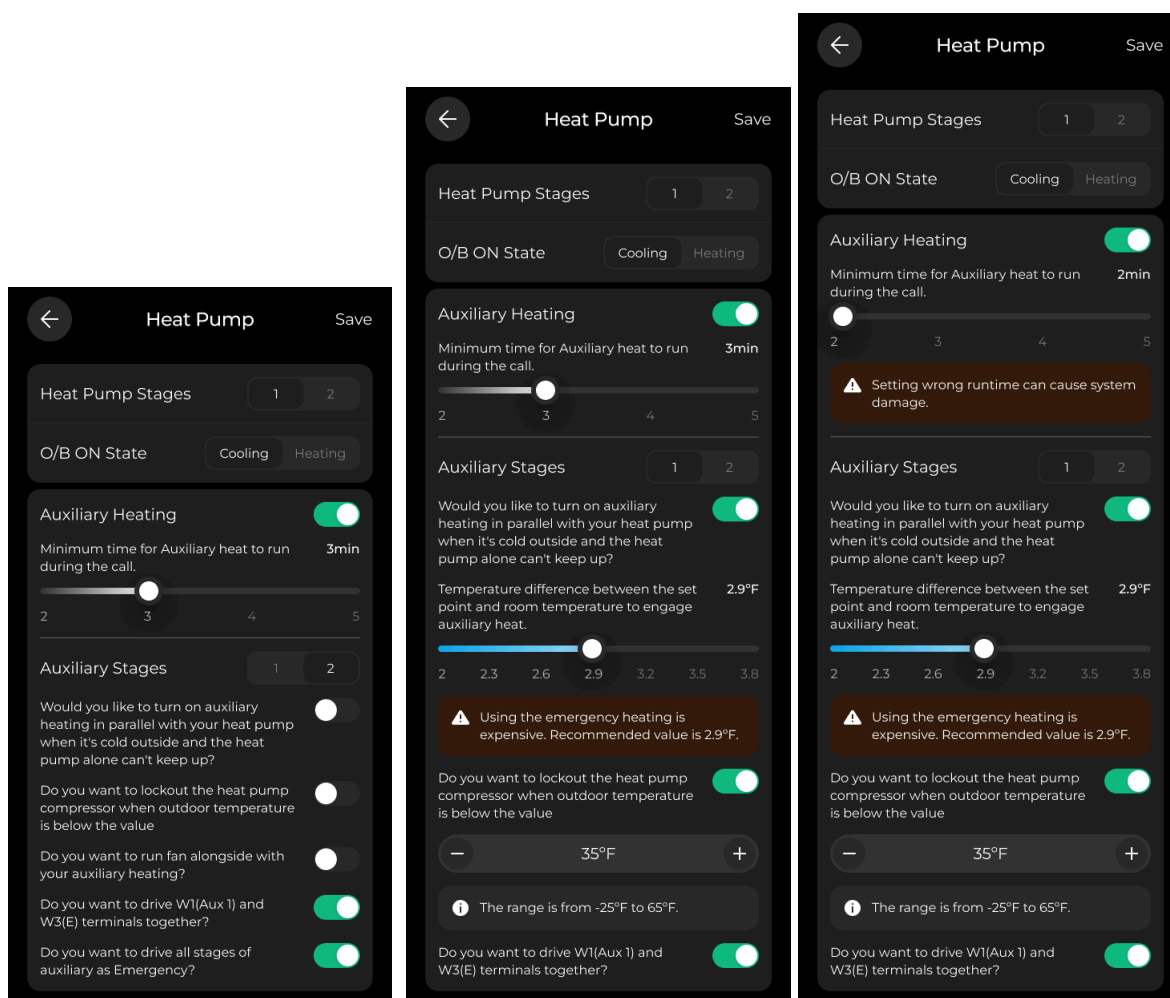 Heat Pump Save
Heat Pump Stages 1 2
O/B ON State Cooling Heating
Auxiliary Heating
Minimum time for Auxiliary heat to run 3min
during the call.
2 3 4 5
Auxiliary Stages 1 2
Would you like to turn on auxiliary
heating in parallel with your heat pump
when it's cold outside and the heat
pump alone can't keep up?
Do you want to lockout the heat pump
compressor when outdoor temperature
is below the value
Do you want to run fan alongside with
your auxiliary heating?
Do you want to drive W1(Aux 1) and
W3(E) terminals together?
Do you want to drive all stages of
auxiliary as Emergency?
Heat Pump Save
Heat Pump Stages 1 2
O/B ON State Cooling Heating
Auxiliary Heating
Minimum time for Auxiliary heat to run 3min
during the call.
2 3 4 5
Auxiliary Stages 1 2
Would you like to turn on auxiliary
heating in parallel with your heat pump
when it's cold outside and the heat
pump alone can't keep up?
Temperature difference between the set 2.9°F
point and room temperature to engage
auxiliary heat.
2 2.3 2.6 2.9 3.2 3.5 3.8
Using the emergency heating is
expensive. Recommended value is 2.9°F.
Do you want to lockout the heat pump
compressor when outdoor temperature
is below the value
− 35°F +
The range is from -25°F to 65°F.
Do you want to drive W1(Aux 1) and
W3(E) terminals together?
Heat Pump Save
Heat Pump Stages 1 2
O/B ON State Cooling Heating
Auxiliary Heating
Minimum time for Auxiliary heat to run 2min
during the call.
2 3 4 5
Setting wrong runtime can cause system
damage.
Auxiliary Stages 1 2
Would you like to turn on auxiliary
heating in parallel with your heat pump
when it's cold outside and the heat
pump alone can't keep up?
Temperature difference between the set 2.9°F
point and room temperature to engage
auxiliary heat.
2 2.3 2.6 2.9 3.2 3.5 3.8
Using the emergency heating is
expensive. Recommended value is 2.9°F.
Do you want to lockout the heat pump
compressor when outdoor temperature
is below the value
− 35°F +
The range is from -25°F to 65°F.
Do you want to drive W1(Aux 1) and
W3(E) terminals together?